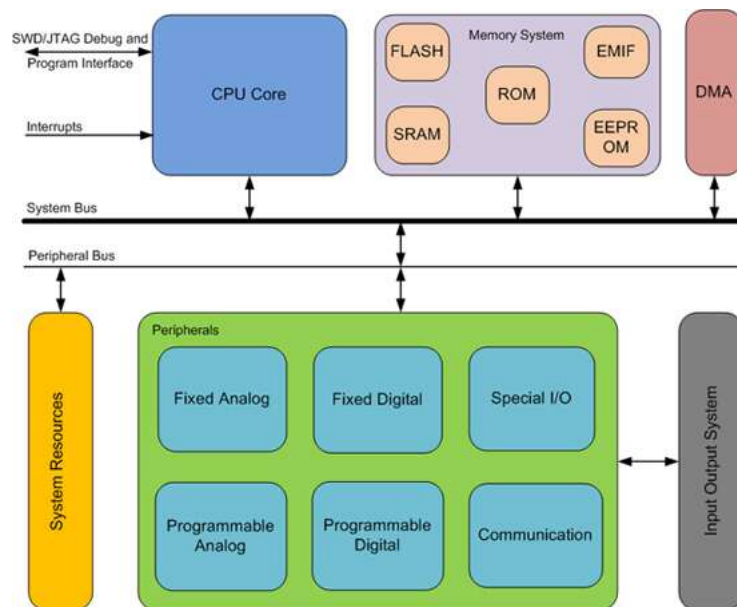 SWD/JTAG Debug and
Program Interface
Interrupts
CPU Core
Memory System
FLASH
EMIF
ROM
SRAM
EEPR
OM
DMA
System Bus
Peripheral Bus
System Resources
Peripherals
Fixed Analog
Fixed Digital
Special I/O
Programmable
Analog
Programmable
Digital
Communication
Input Output System